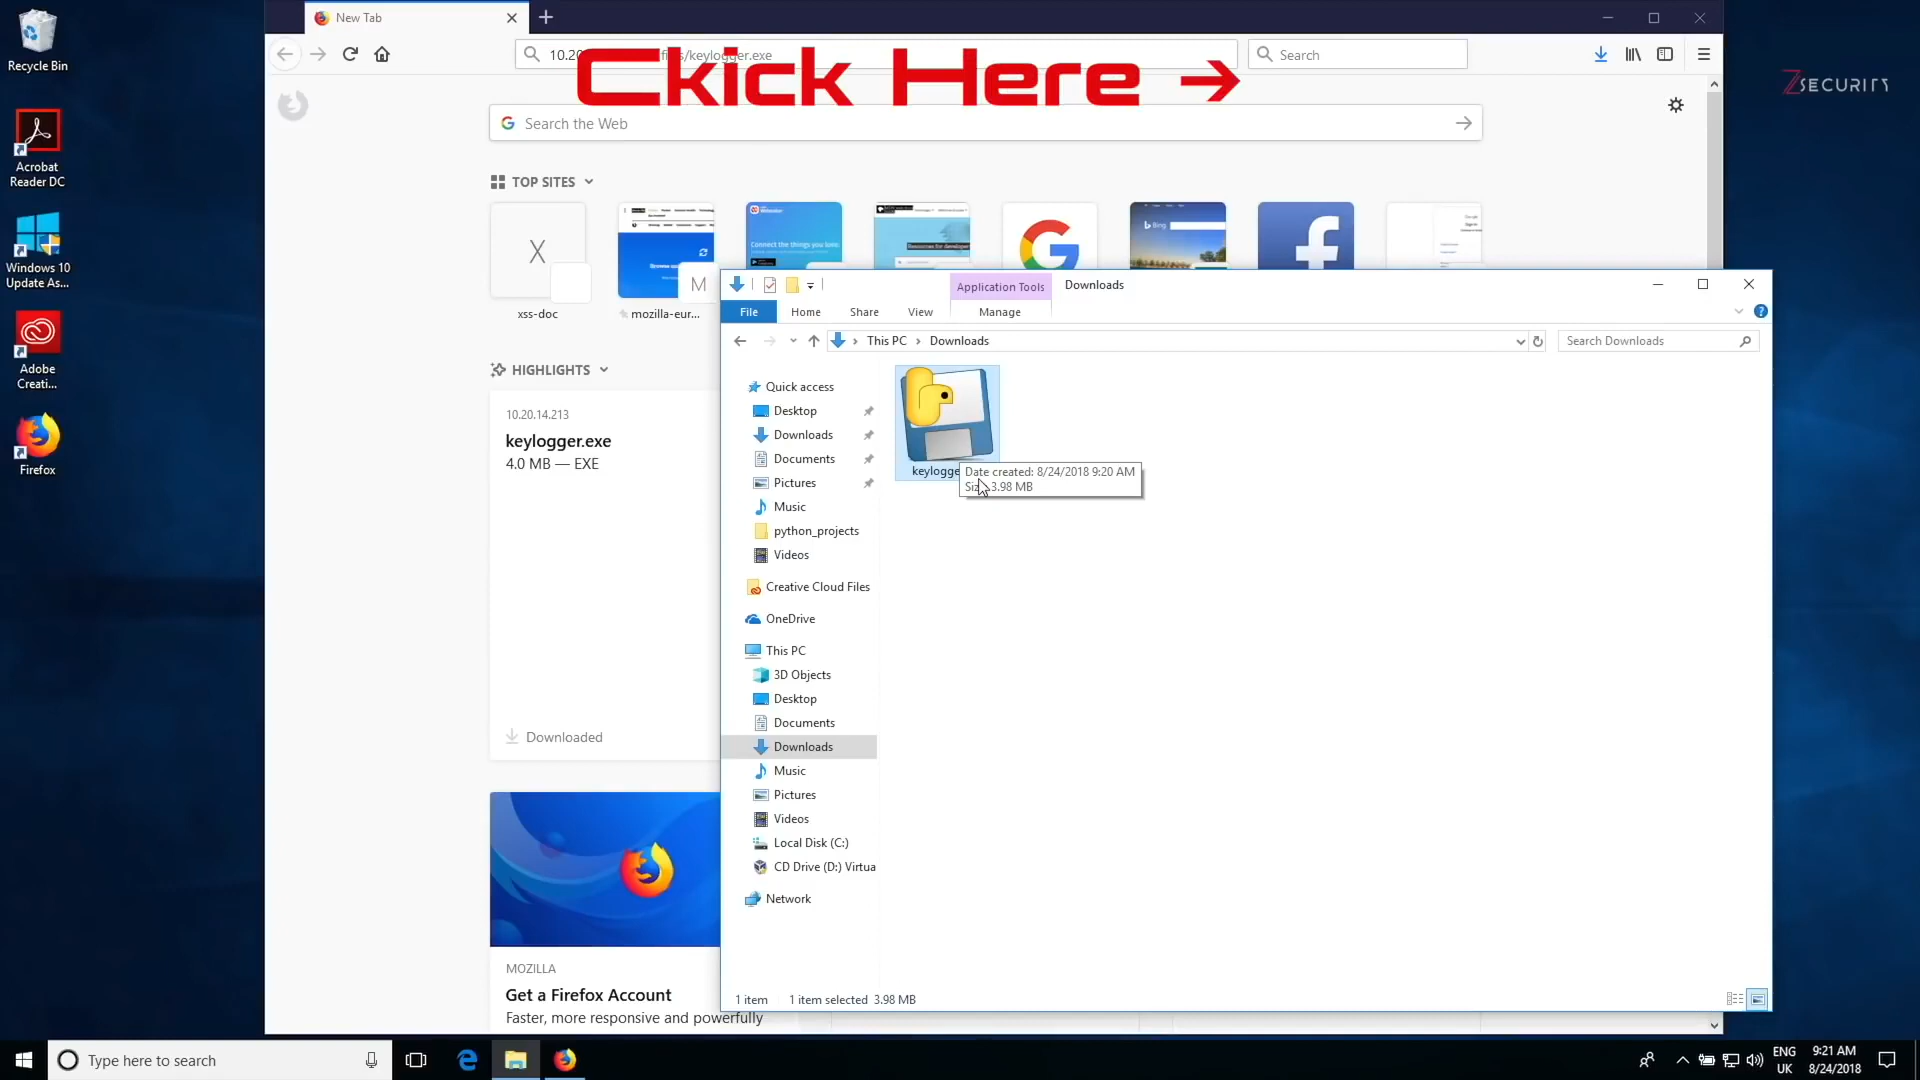 New Tab
Recycle Bin
10.20
files/keylogger.exe
Search
Ckick Here →
ZSECURITY
Search the Web
Acrobat
Reader DC
TOP SITES
X
Bing
M
xss-doc
mozilla-eur...
Windows 10
Update As...
Application Tools
Downloads
File
Home
Share
View
Manage
This PC
Downloads
Search Downloads
HIGHLIGHTS
Adobe
Creati...
Firefox
10.20.14.213
keylogger.exe
4.0 MB — EXE
Downloaded
Quick access
Desktop
Downloads
Documents
Pictures
Music
python_projects
Videos
Creative Cloud Files
OneDrive
This PC
3D Objects
Desktop
Documents
Downloads
Music
Pictures
Videos
Local Disk (C:)
CD Drive (D:) Virtua
Network
keylogge
Date created: 8/24/2018 9:20 AM
Siz 3.98 MB
MOZILLA
Get a Firefox Account
Faster, more responsive and powerfully
1 item
1 item selected 3.98 MB
Type here to search
ENG
UK
9:21 AM
8/24/2018